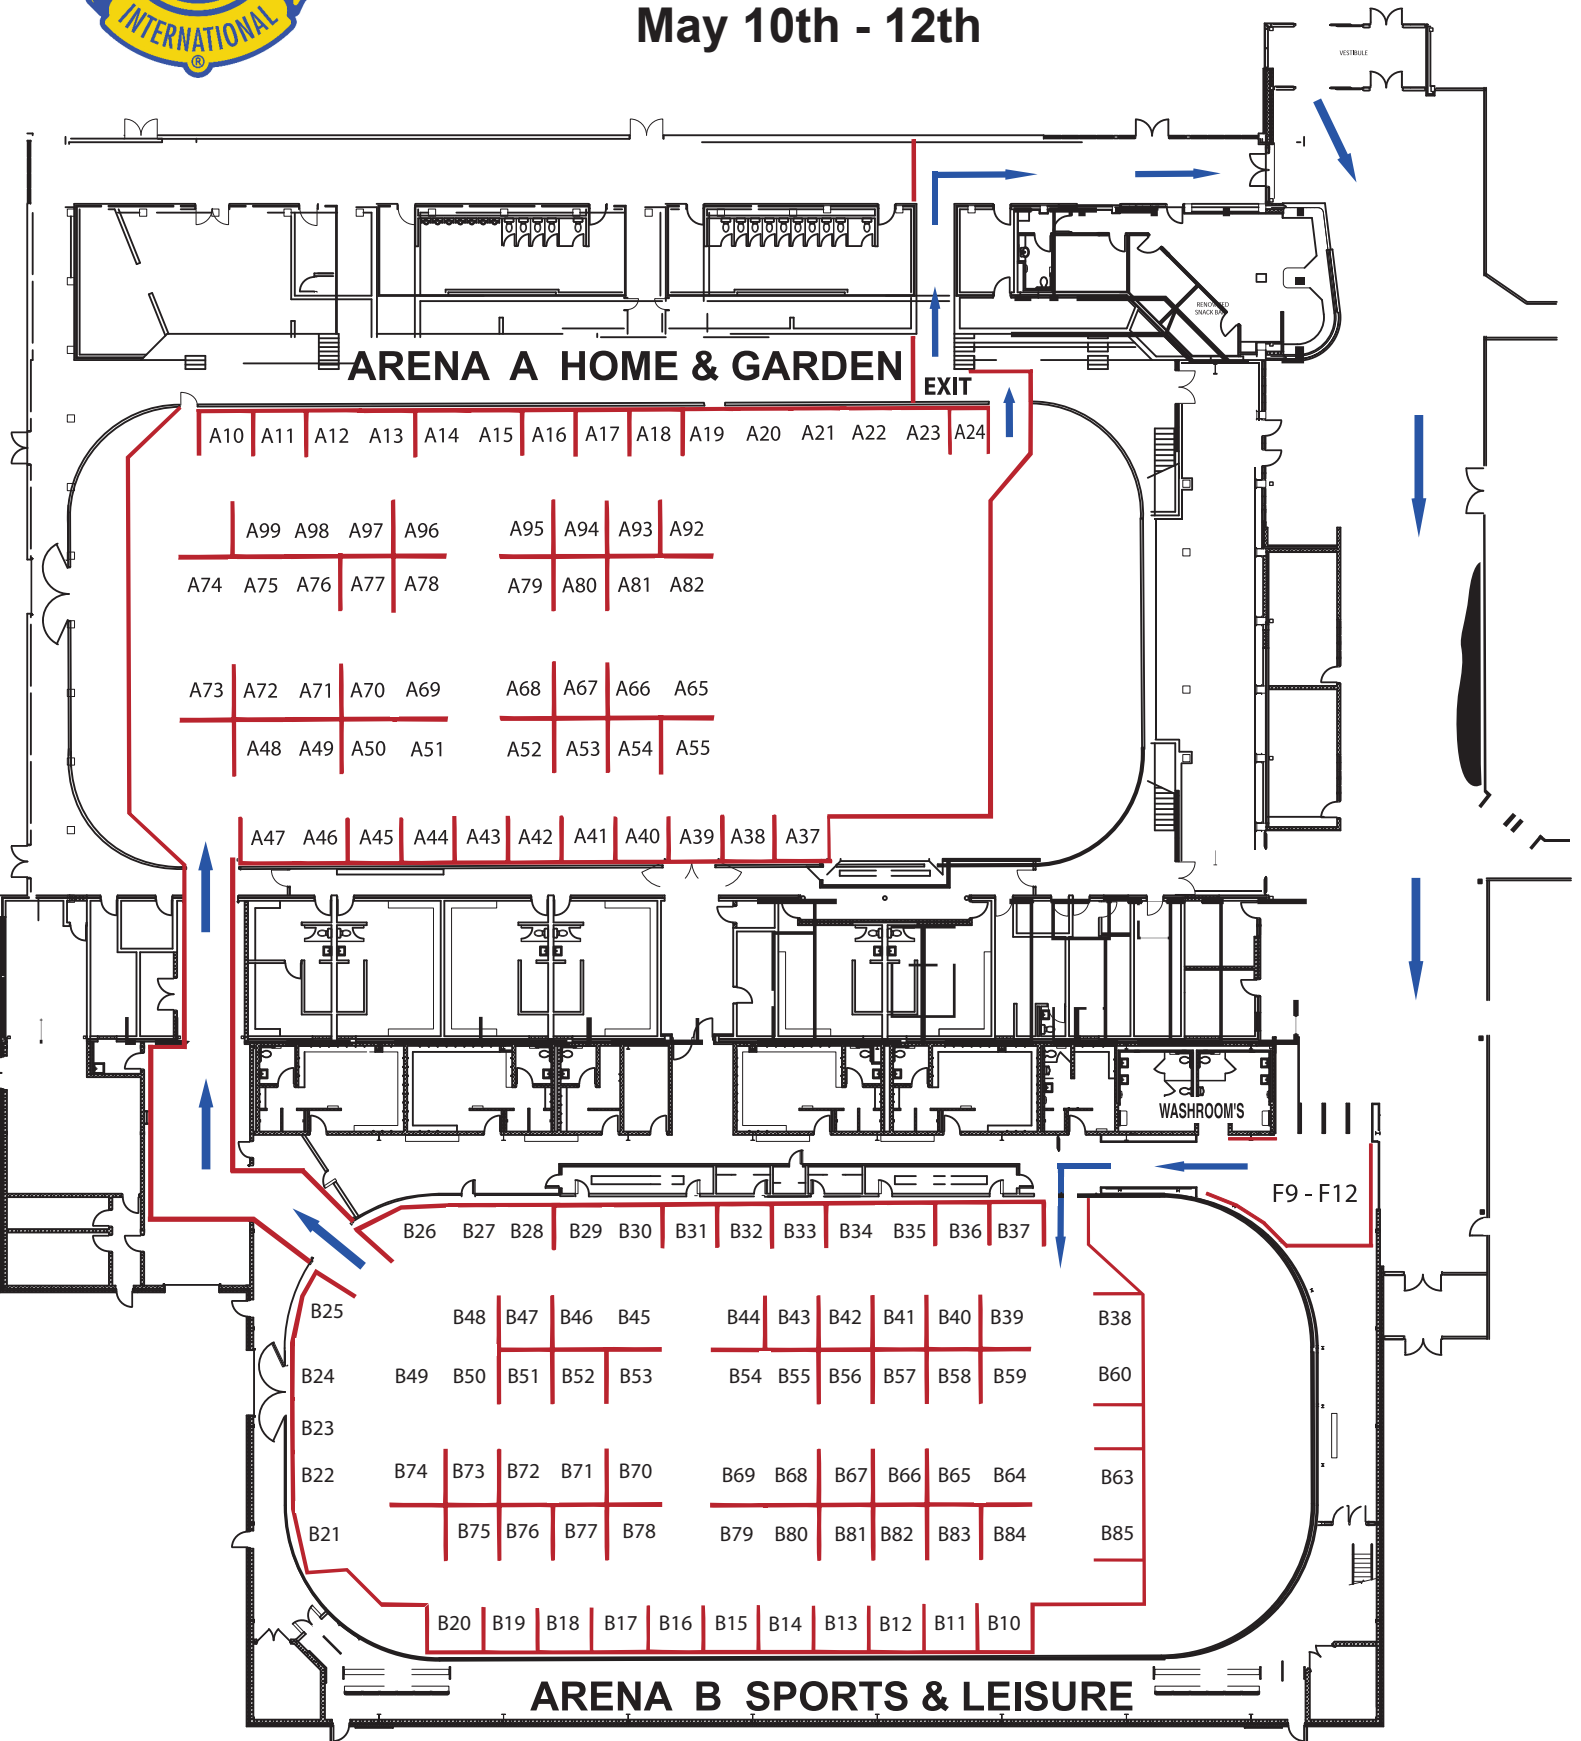 INTERNATIONAL
®
May 10th - 12th
VESTIBULE
SNACK BAR
ARENA A HOME & GARDEN
EXIT
A10 A11 A12 A13 A14 A15 A16 A17 A18 A19 A20 A21 A22 A23 A24
A99 A98 A97 A96 A95 A94 A93 A92
A74 A75 A76 A77 A78 A79 A80 A81 A82
A73 A72 A71 A70 A69 A68 A67 A66 A65
A48 A49 A50 A51 A52 A53 A54 A55
A47 A46 A45 A44 A43 A42 A41 A40 A39 A38 A37
WASHROOM'S
F9 - F12
B26 B27 B28 B29 B30 B31 B32 B33 B34 B35 B36 B37
B25 B48 B47 B46 B45 B44 B43 B42 B41 B40 B39 B38
B24 B49 B50 B51 B52 B53 B54 B55 B56 B57 B58 B59 B60
B23
B22 B74 B73 B72 B71 B70 B69 B68 B67 B66 B65 B64 B63
B21 B75 B76 B77 B78 B79 B80 B81 B82 B83 B84 B85
B20 B19 B18 B17 B16 B15 B14 B13 B12 B11 B10
ARENA B SPORTS & LEISURE